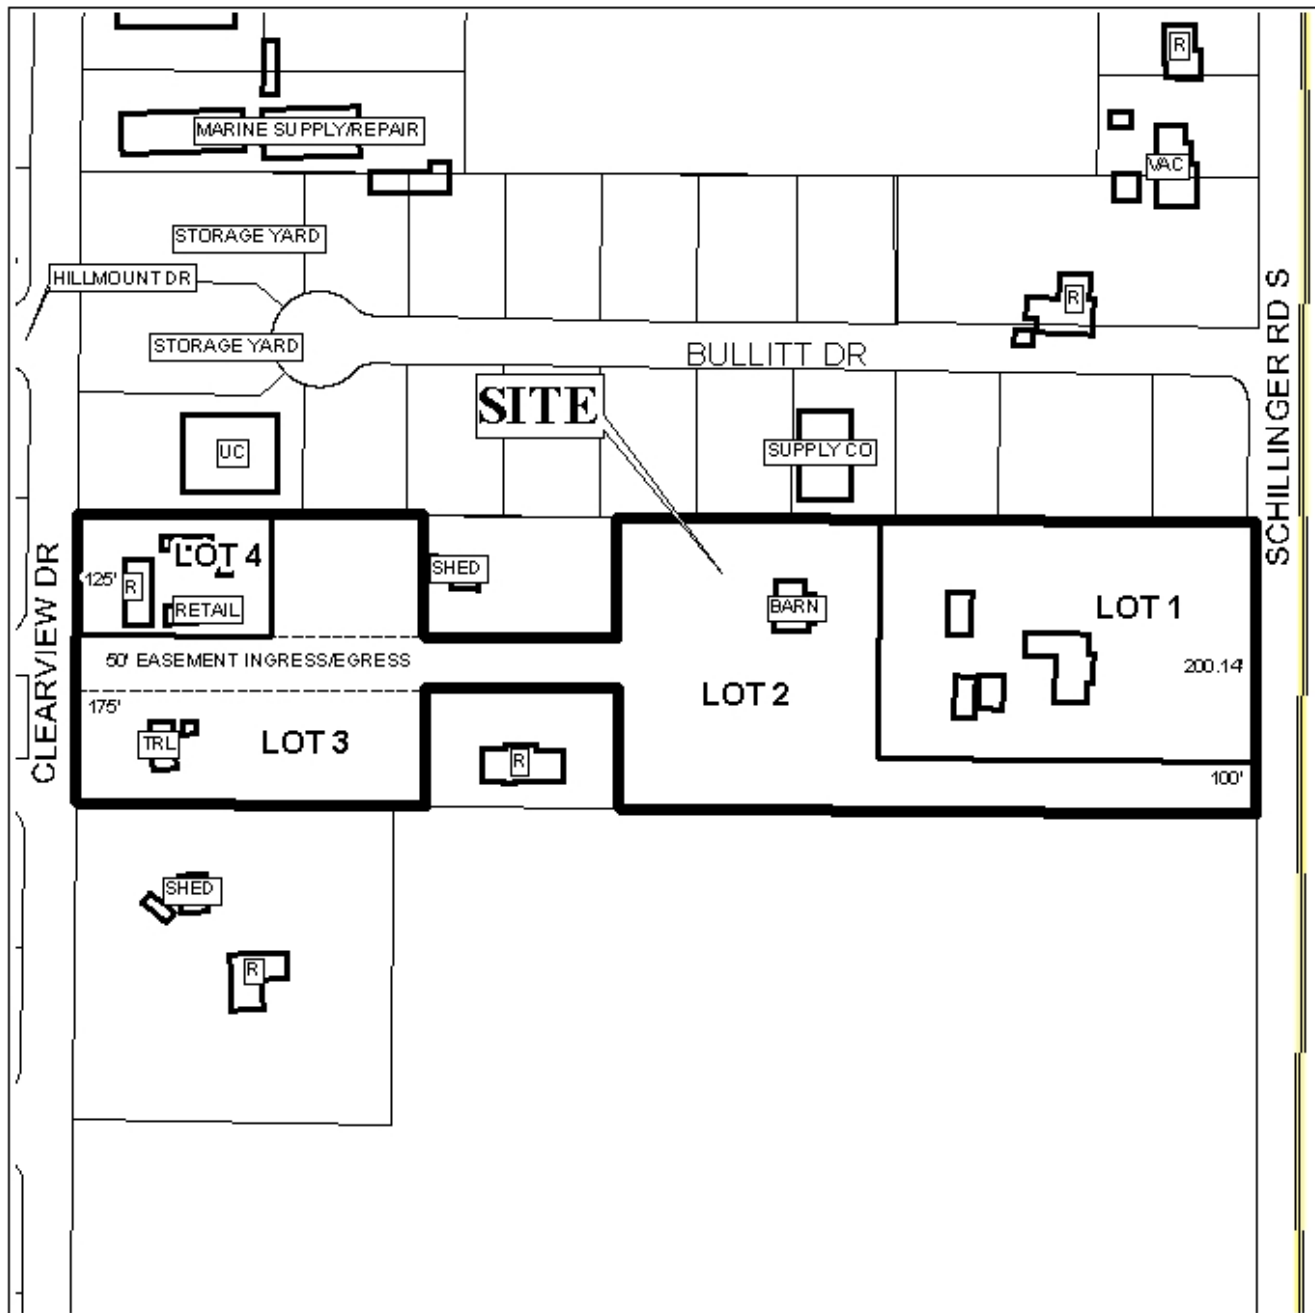 R
MARINE SUPPLY/REPAIR
VAC
STORAGE YARD
HILLMOUNT DR
R
STORAGE YARD
BULLITT DR
SCHILLINGER RD S
SITE
UC
SUPPLY CO
LOT 4
SHED
125'
R
RETAIL
BARN
LOT 1
CLEARVIEW DR
50' EASEMENT INGRESS/EGRESS
200.14'
LOT 2
175'
TRL
LOT 3
R
100'
SHED
R